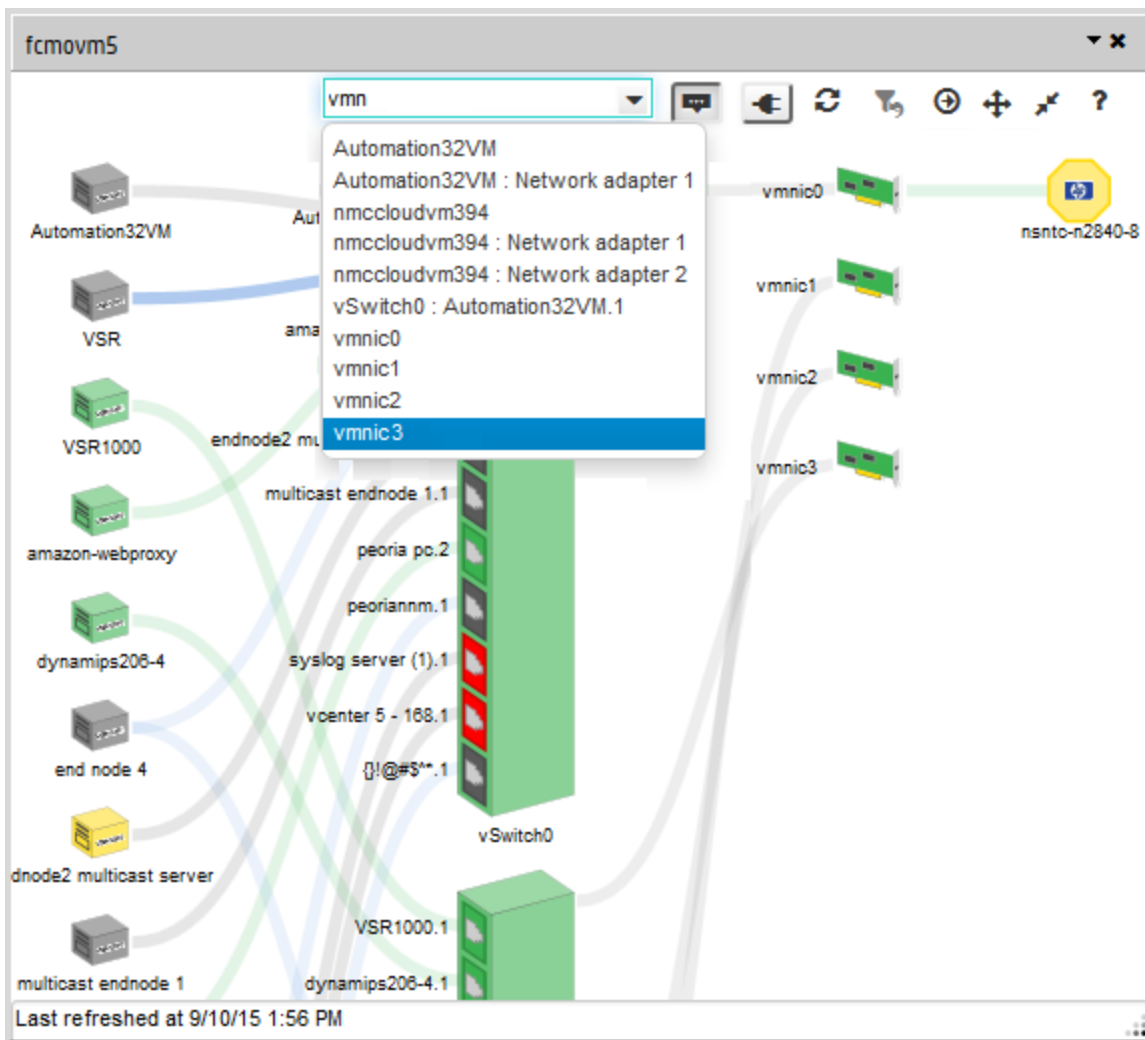 fcmovm5
vmn
?
Automation32VM
Automation32VM : Network adapter 1
nmccloudvm394
nmccloudvm394 : Network adapter 1
nmccloudvm394 : Network adapter 2
vSwitch0 : Automation32VM.1
vmnic0
vmnic1
vmnic2
vmnic3
Automation32VM
VSR
VSR1000
amazon-webproxy
dynamips206-4
end node 4
dnode2 multicast server
multicast endnode 1
Aut
ama
endnode2 mu
multicast endnode 1.1
peoria pc.2
peoriannm.1
syslog server (1).1
vcenter 5 - 168.1
{}!@#$^*.1
vSwitch0
VSR1000.1
dynamips206-4.1
vmnic0
vmnic1
vmnic2
vmnic3
nsntc-n2840-8
Last refreshed at 9/10/15 1:56 PM